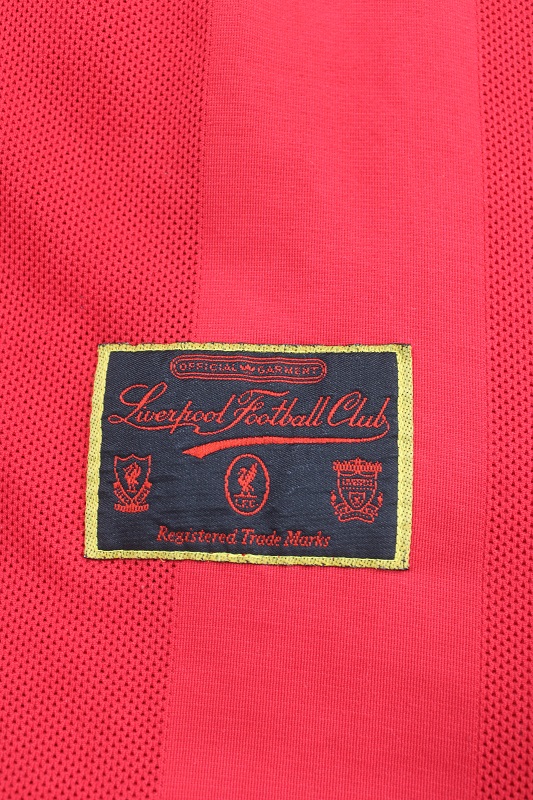 OFFICIAL GARMENT
Liverpool Football Club
L.F.C
Registered Trade Marks